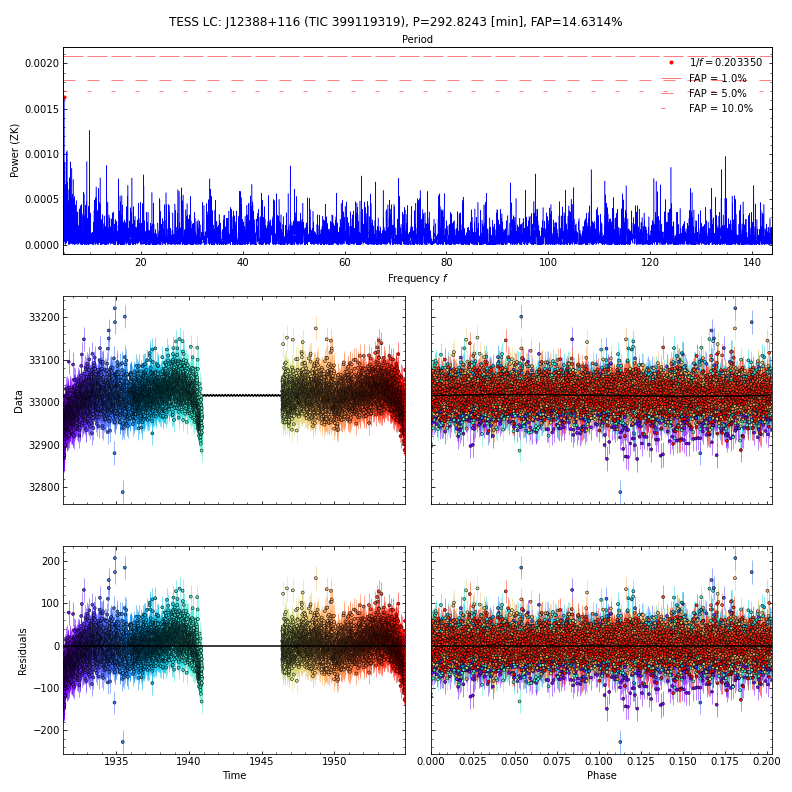 TESS LC: J12388+116 (TIC 399119319), P=292.8243 [min], FAP=14.6314%
Period
Power (ZK)
0.0020
0.0015
0.0010
0.0005
0.0000
1/f = 0.203350
FAP = 1.0%
FAP = 5.0%
FAP = 10.0%
20 40 60 80 100 120 140
Frequency f
Data
33200
33100
33000
32900
32800
Residuals
200
100
0
−100
−200
1935 1940 1945 1950
Time
0.000 0.025 0.050 0.075 0.100 0.125 0.150 0.175 0.200
Phase